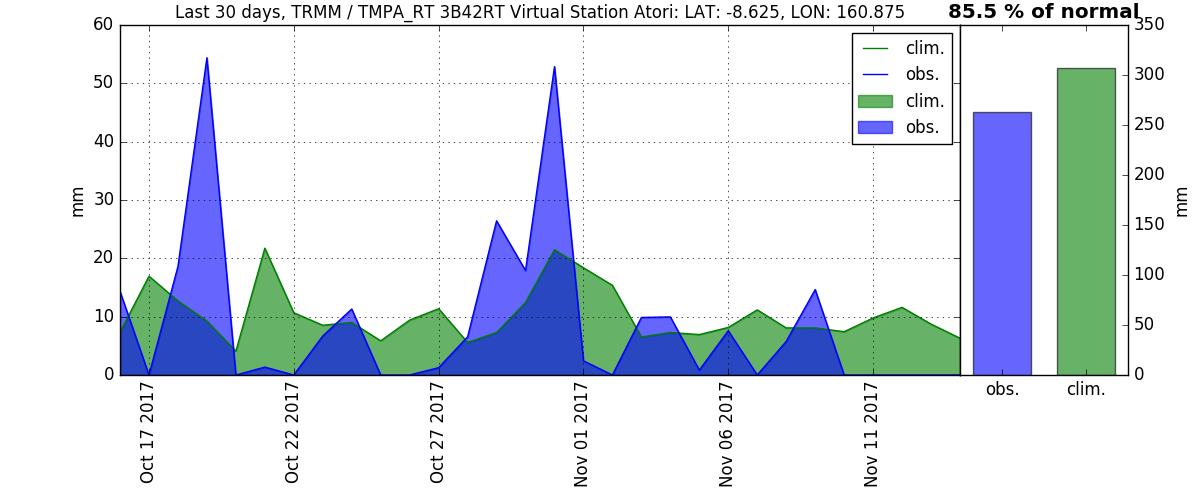 Last 30 days, TRMM / TMPA_RT 3B42RT Virtual Station Atori: LAT: -8.625, LON: 160.875
85.5 % of normal
60
50
40
30
20
10
0
mm
clim.
obs.
clim.
obs.
350
300
250
200
150
100
50
0
mm
Oct 17 2017
Oct 22 2017
Oct 27 2017
Nov 01 2017
Nov 06 2017
Nov 11 2017
obs.
clim.